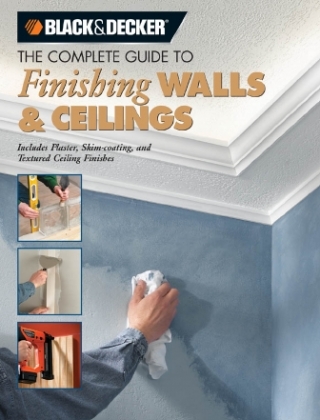 BLACK&DECKER®
THE COMPLETE GUIDE TO
Finishing WALLS
& CEILINGS
Includes Plaster, Skim-coating, and
Textured Ceiling Finishes